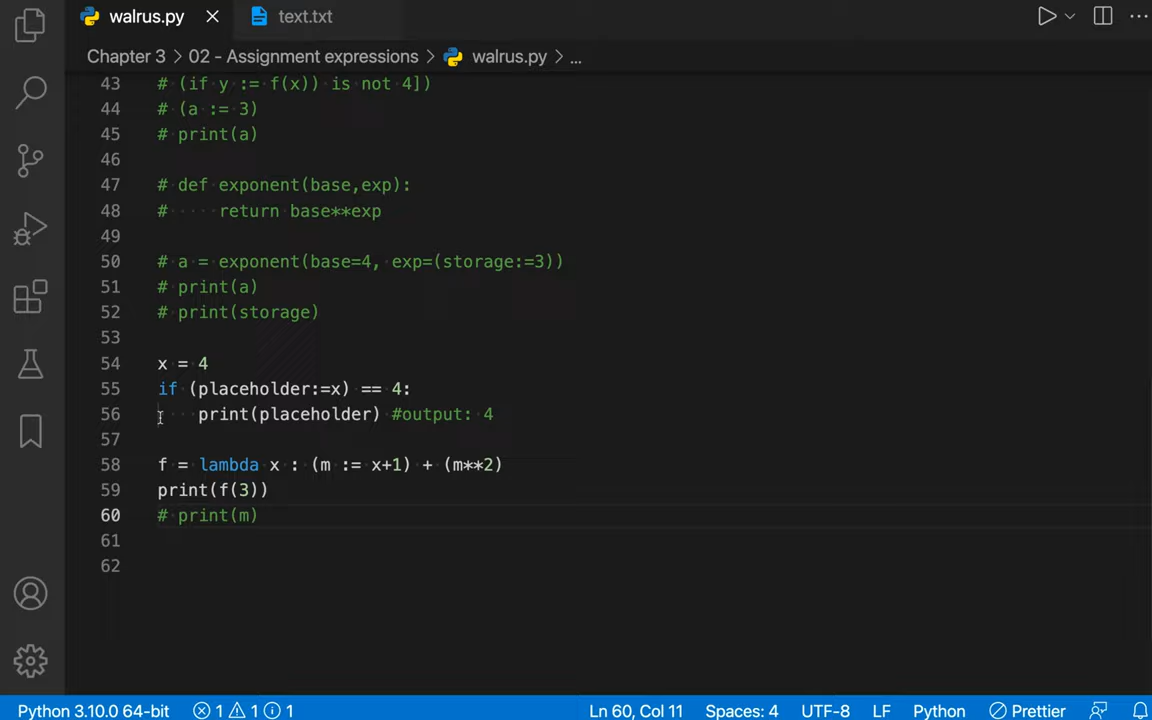 walrus.py
text.txt
Chapter 3 > 02 - Assignment expressions > walrus.py > ...
43 # (if y := f(x)) is not 4])
44 # (a := 3)
45 # print(a)
46
47 # def exponent(base,exp):
48 #     return base**exp
49
50 # a = exponent(base=4, exp=(storage:=3))
51 # print(a)
52 # print(storage)
53
54 x = 4
55 if (placeholder:=x) == 4:
56     print(placeholder) #output: 4
57
58 f = lambda x : (m := x+1) + (m**2)
59 print(f(3))
60 # print(m)
61
62
Python 3.10.0 64-bit 1 1 1 Ln 60, Col 11 Spaces: 4 UTF-8 LF Python Prettier